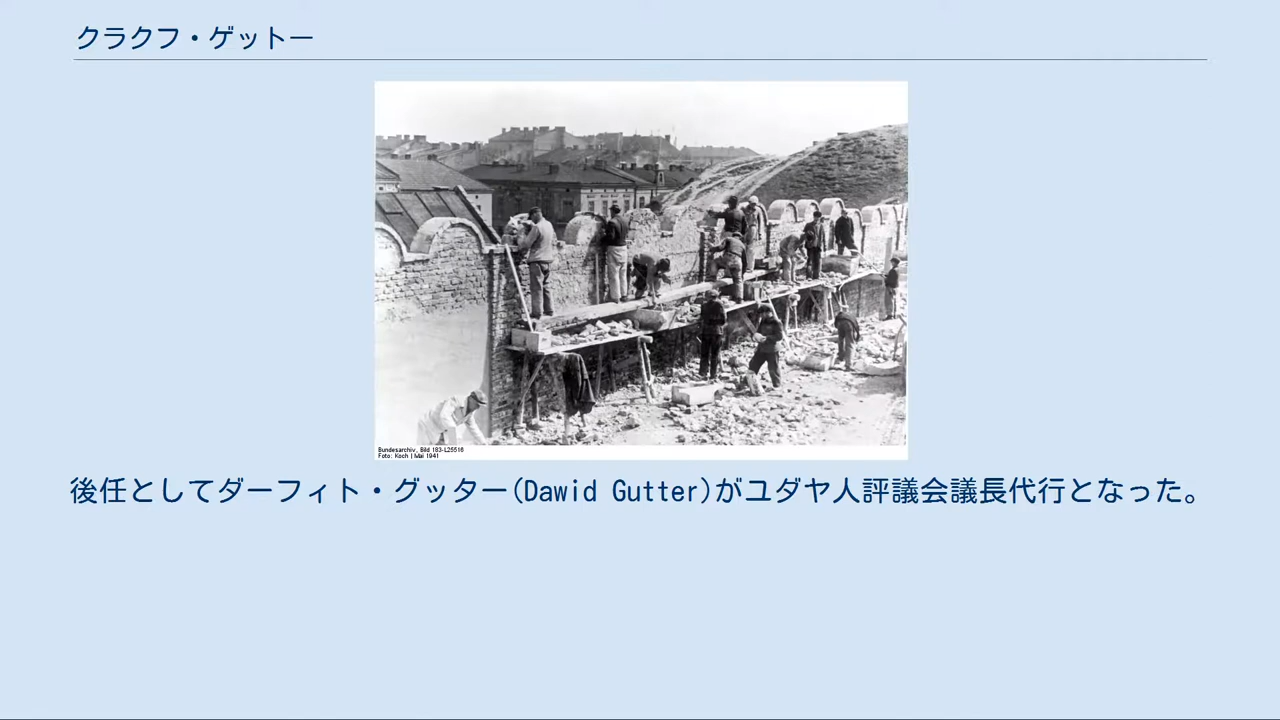 クラクフ・ゲットー
Bundesarchiv, Bild 183-L25516
Foto: Koch | Mai 1941
後任としてダーフィト・グッター(Dawid Gutter)がユダヤ人評議会議長代行となった。